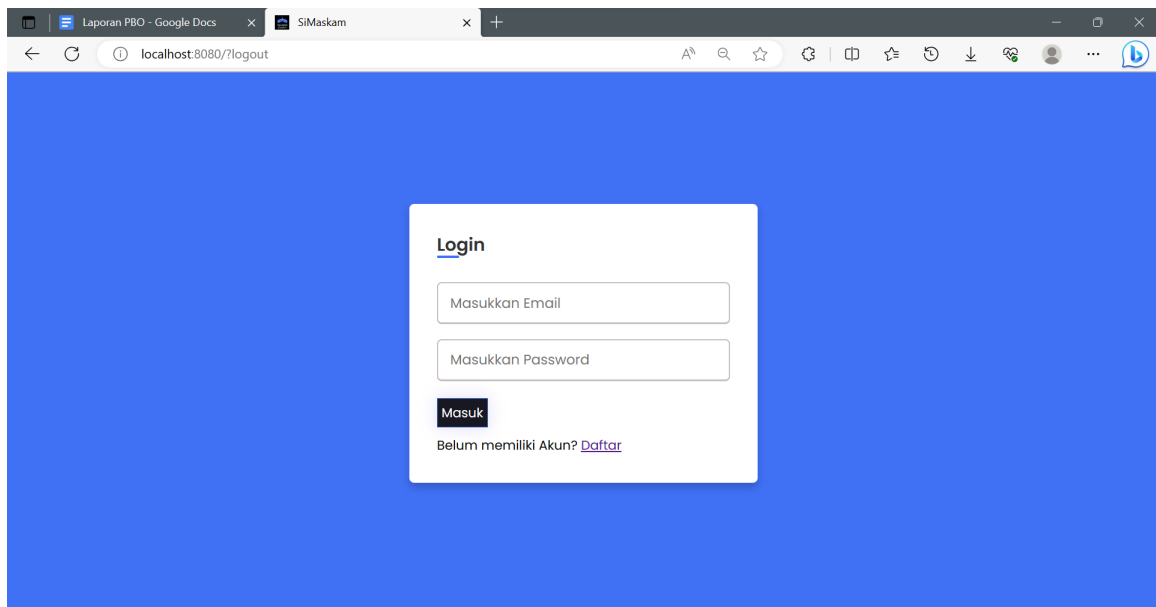 Laporan PBO - Google Docs
SiMaskam
localhost:8080/?logout
Login
Masukkan Email
Masukkan Password
Masuk
Belum memiliki Akun? Daftar